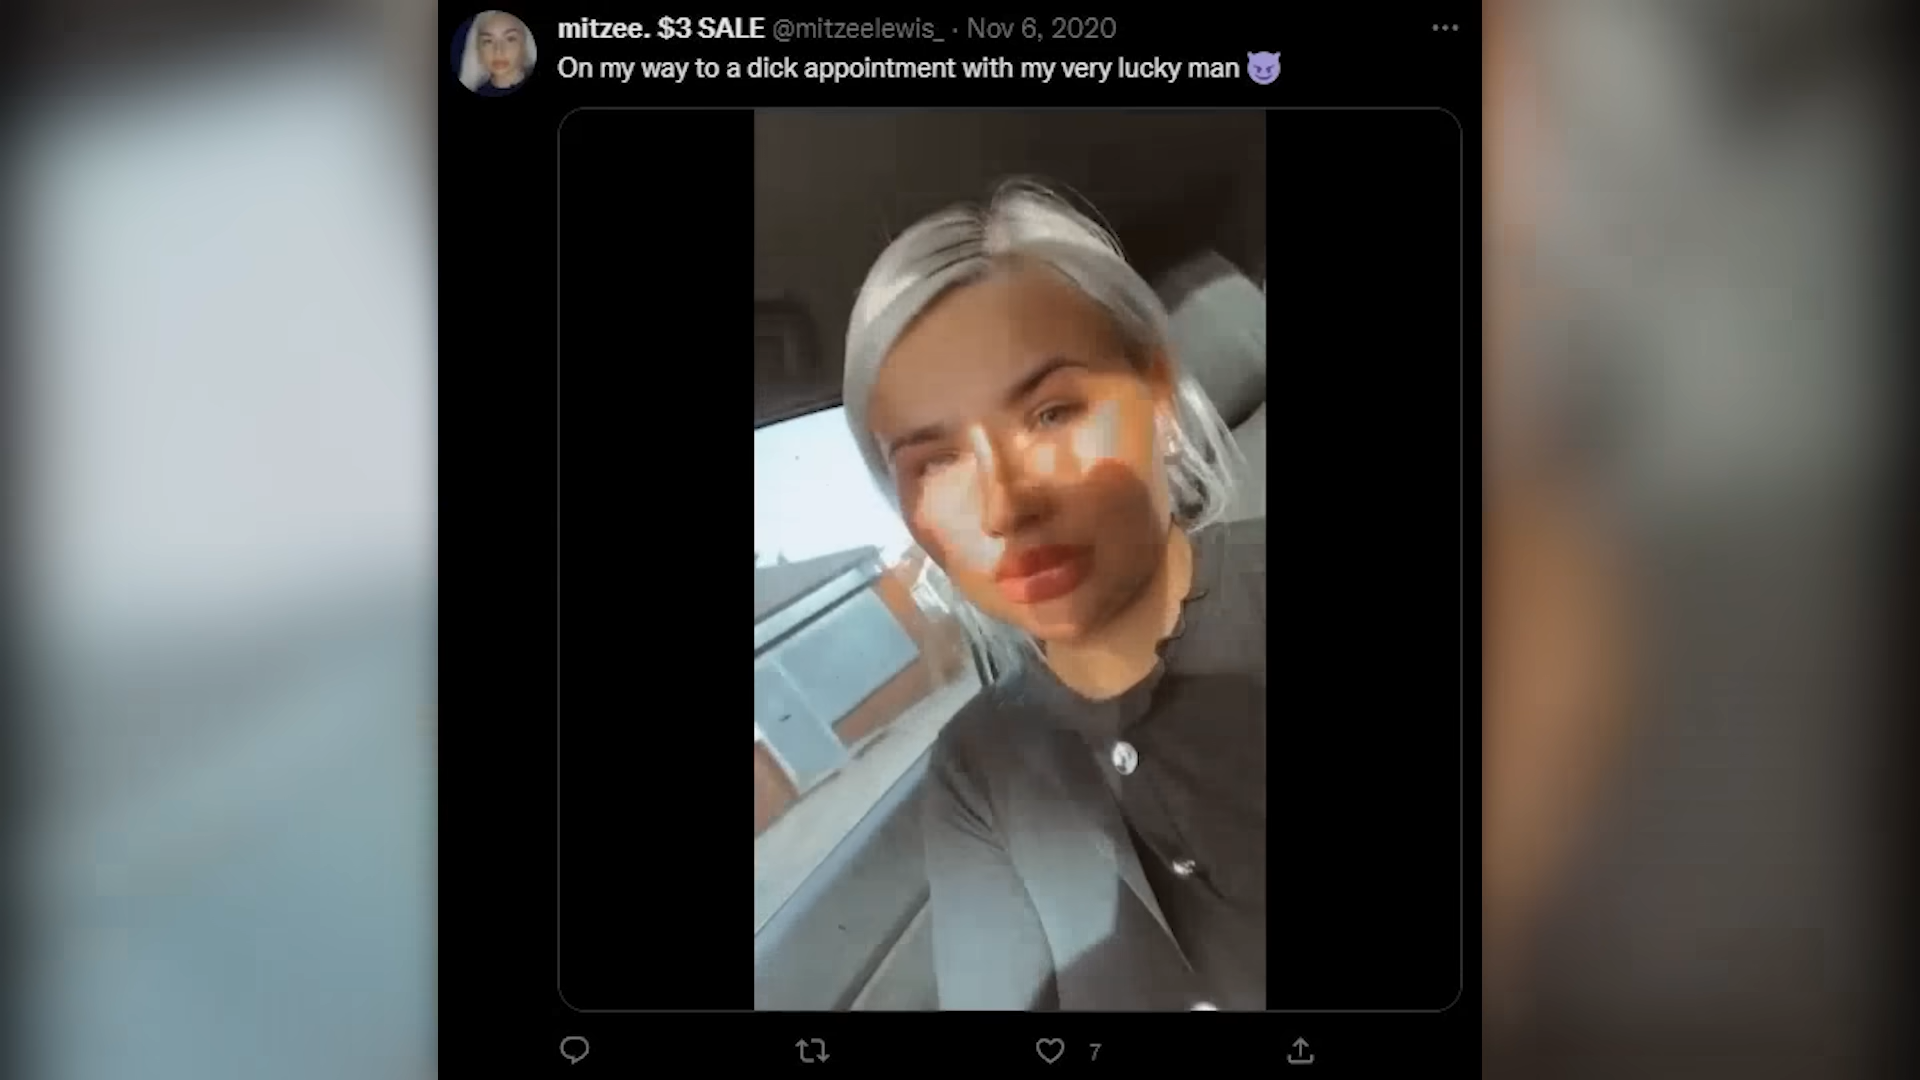 mitzee. $3 SALE @mitzeelewis_ · Nov 6, 2020
On my way to a dick appointment with my very lucky man 😈
7